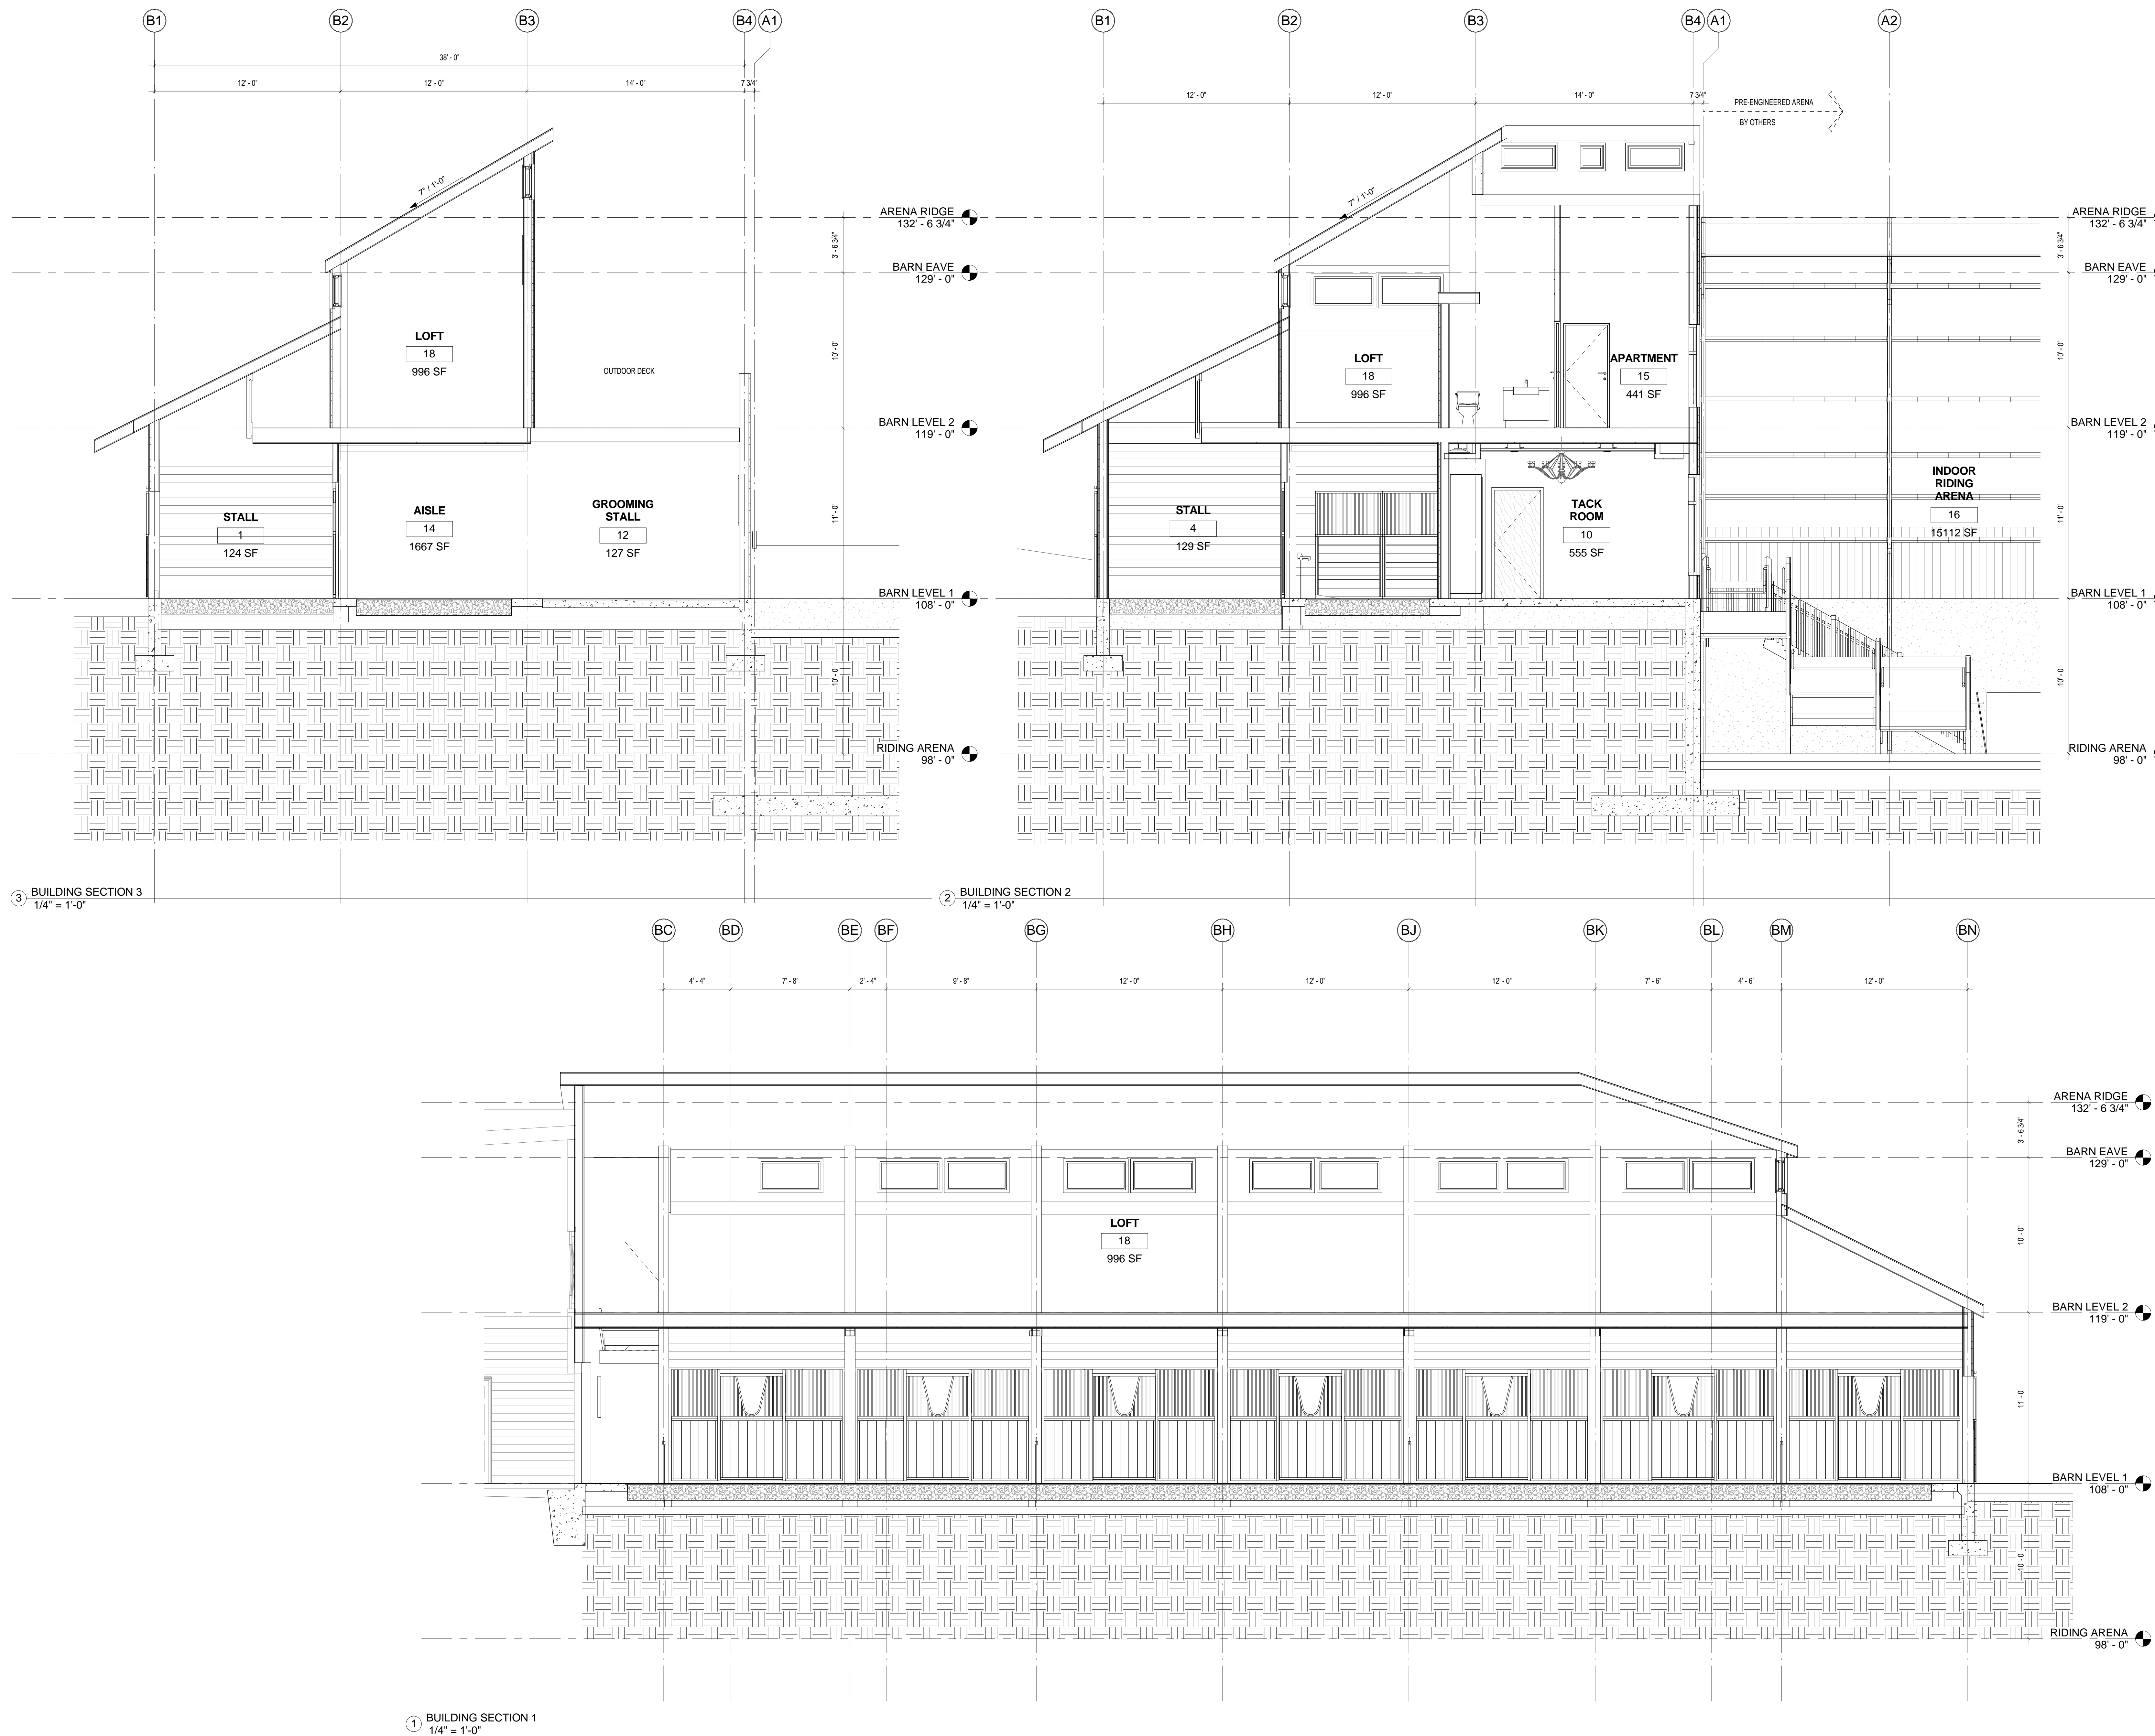 B1
B2
B3
B4
A1
38' - 0"
12' - 0"
12' - 0"
14' - 0"
7 3/4"
7" / 1'-0"
ARENA RIDGE
132' - 6 3/4"
3' - 6 3/4"
BARN EAVE
129' - 0"
LOFT
18
996 SF
10' - 0"
OUTDOOR DECK
BARN LEVEL 2
119' - 0"
STALL
1
124 SF
AISLE
14
1667 SF
GROOMING
STALL
12
127 SF
11' - 0"
BARN LEVEL 1
108' - 0"
10' - 0"
RIDING ARENA
98' - 0"
3
BUILDING SECTION 3
1/4" = 1'-0"
B1
B2
B3
B4
A1
A2
12' - 0"
12' - 0"
14' - 0"
7 3/4"
PRE-ENGINEERED ARENA
BY OTHERS
7" / 1'-0"
ARENA RIDGE
132' - 6 3/4"
3' - 6 3/4"
BARN EAVE
129' - 0"
LOFT
18
996 SF
APARTMENT
15
441 SF
10' - 0"
BARN LEVEL 2
119' - 0"
STALL
4
129 SF
TACK
ROOM
10
555 SF
INDOOR
RIDING
ARENA
16
15112 SF
11' - 0"
BARN LEVEL 1
108' - 0"
10' - 0"
RIDING ARENA
98' - 0"
2
BUILDING SECTION 2
1/4" = 1'-0"
BC
BD
BE
BF
BG
BH
BJ
BK
BL
BM
BN
4' - 4"
7' - 8"
2' - 4"
9' - 8"
12' - 0"
12' - 0"
12' - 0"
7' - 6"
4' - 6"
12' - 0"
ARENA RIDGE
132' - 6 3/4"
3' - 6 3/4"
BARN EAVE
129' - 0"
LOFT
18
996 SF
10' - 0"
BARN LEVEL 2
119' - 0"
11' - 0"
BARN LEVEL 1
108' - 0"
10' - 0"
RIDING ARENA
98' - 0"
1
BUILDING SECTION 1
1/4" = 1'-0"